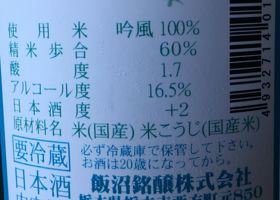 使用米 吟風100%
精米歩合 60%
酸度 1.7
アルコール度 16.5%
日本酒度 +2
原材料名 米(国産) 米こうじ(国産米)
要冷蔵 必ず冷蔵庫で保管して下さい。
お酒は20歳になってから。
日本酒 飯沼銘醸株式会社
4932714101